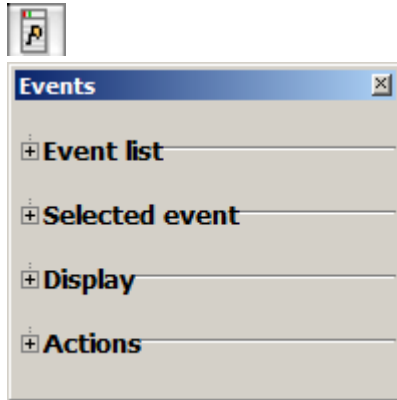 Events
Event list
Selected event
Display
Actions